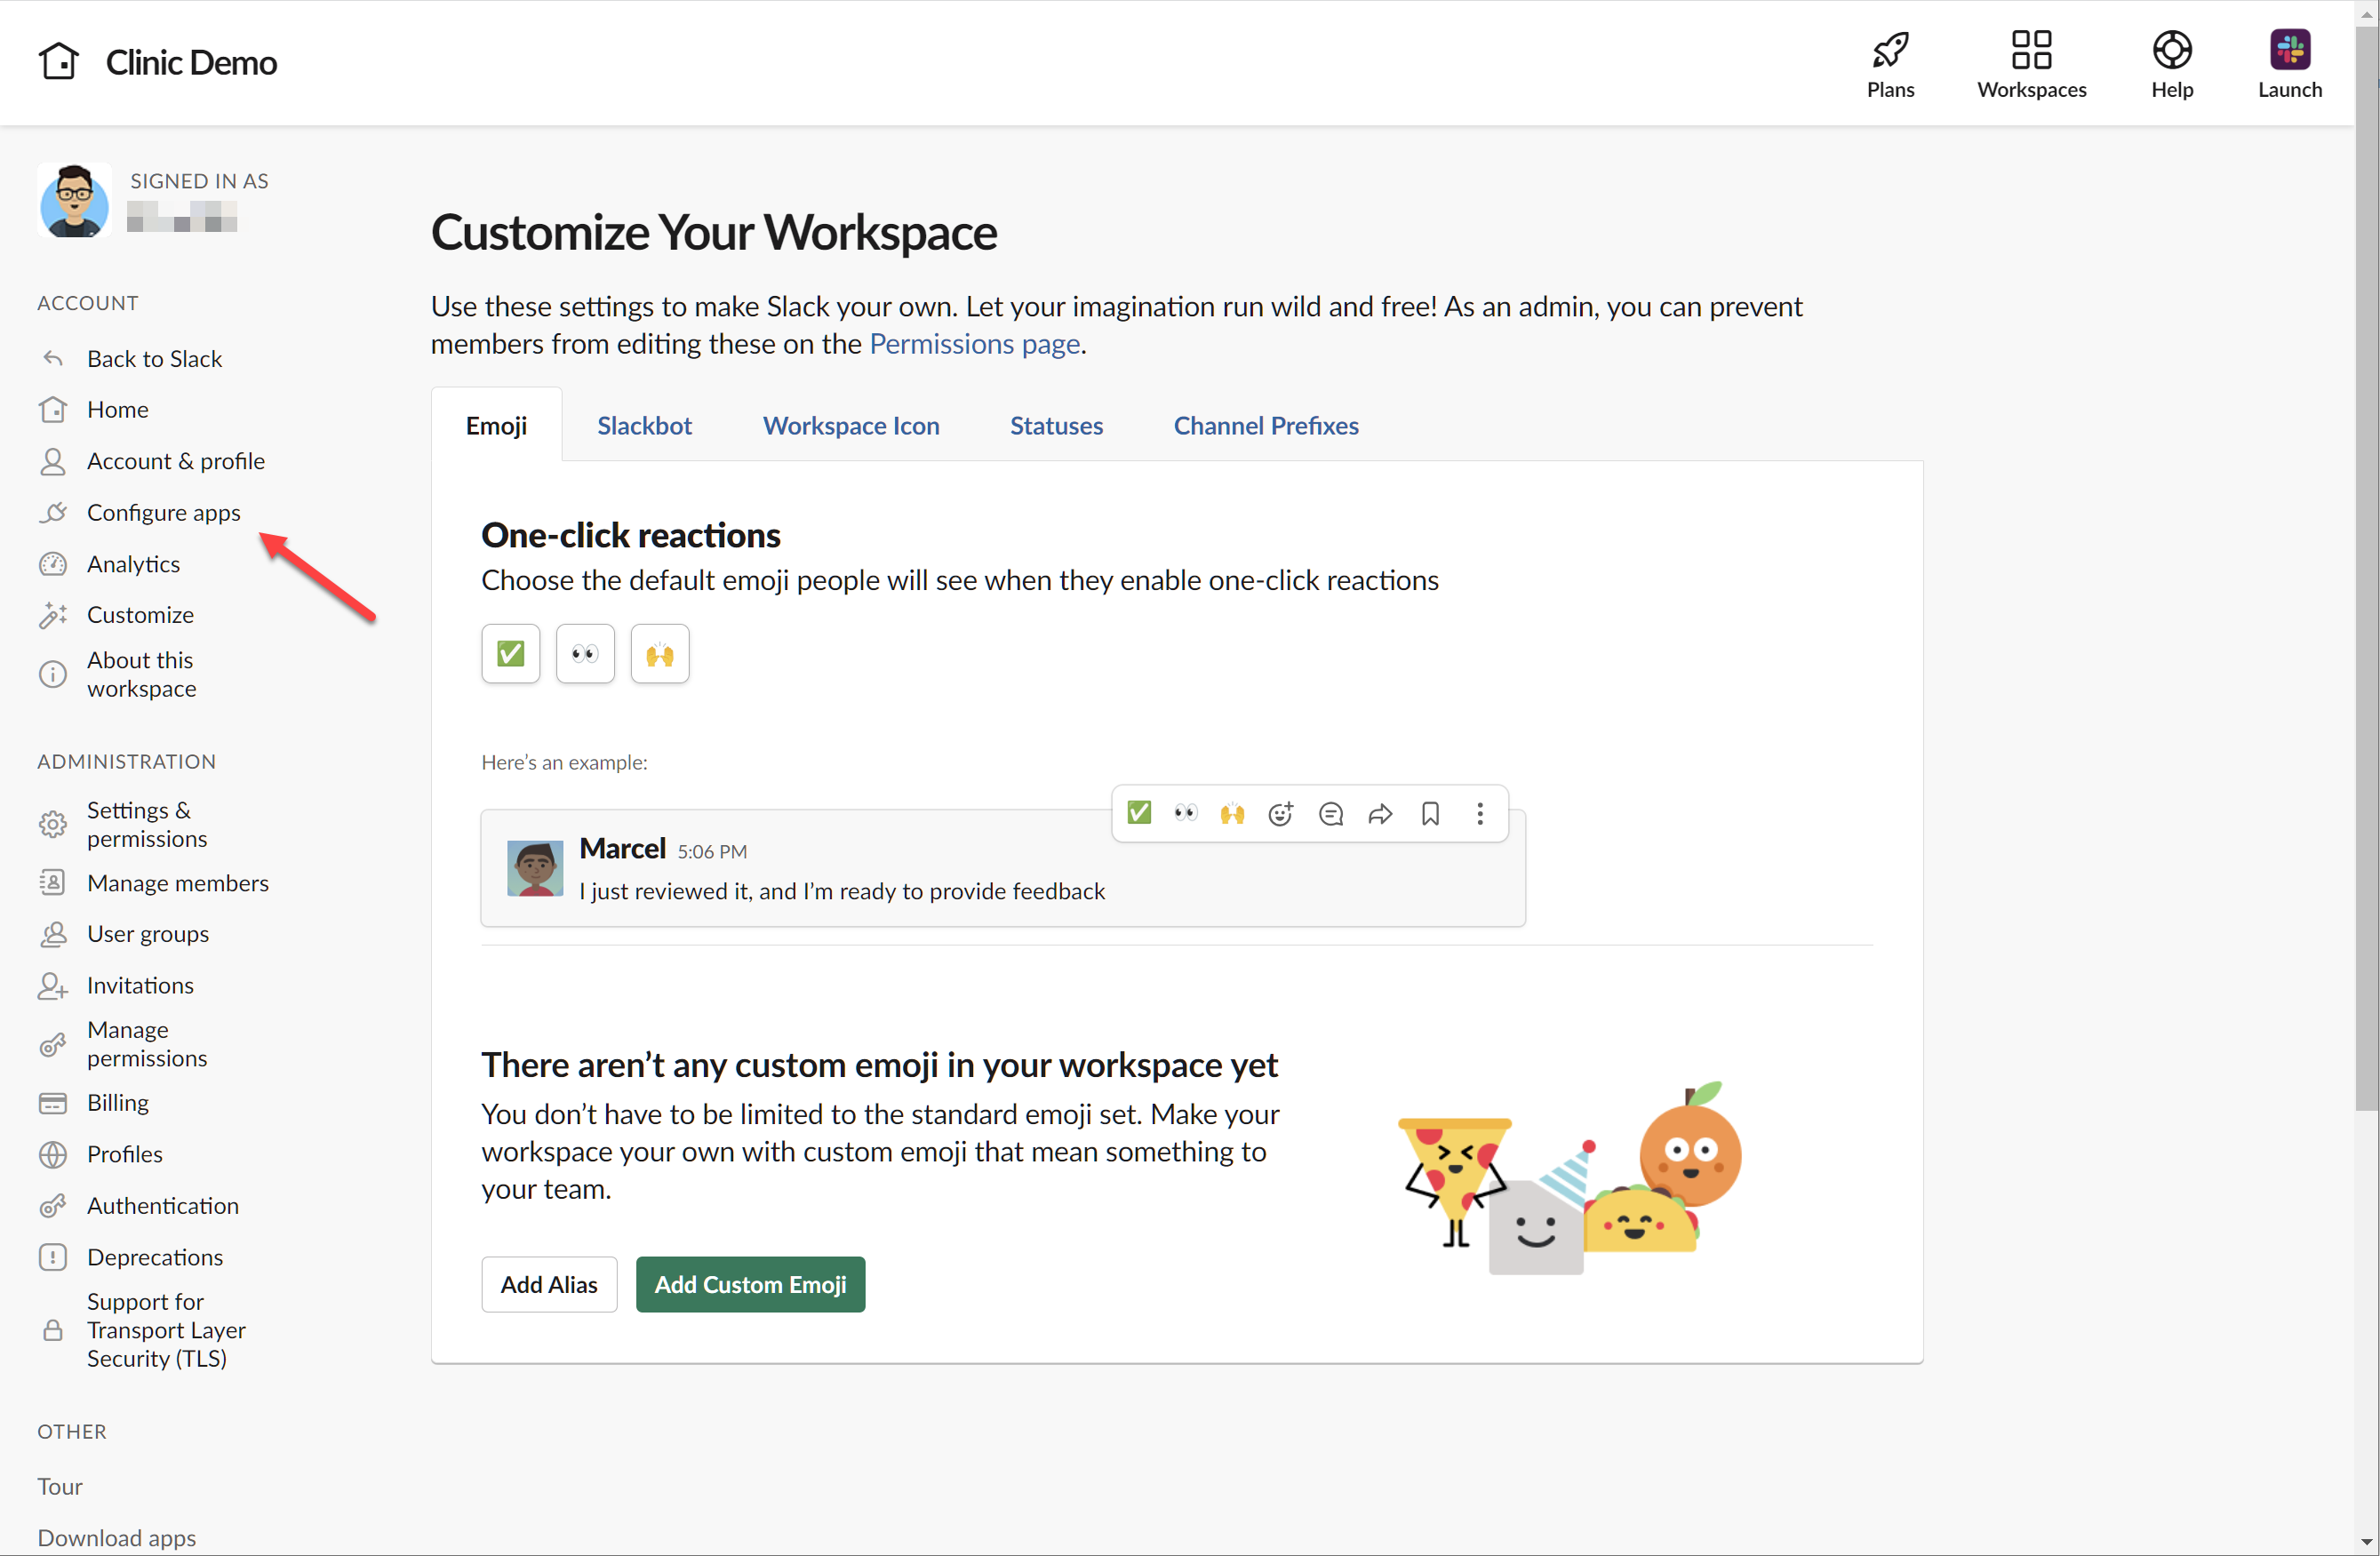 Clinic Demo
Plans
Workspaces
Help
Launch
SIGNED IN AS
ACCOUNT
Back to Slack
Home
Account & profile
Configure apps
Analytics
Customize
About this
workspace
ADMINISTRATION
Settings &
permissions
Manage members
User groups
Invitations
Manage
permissions
Billing
Profiles
Authentication
Deprecations
Support for
Transport Layer
Security (TLS)
OTHER
Tour
Download apps
Customize Your Workspace
Use these settings to make Slack your own. Let your imagination run wild and free! As an admin, you can prevent
members from editing these on the Permissions page.
Emoji
Slackbot
Workspace Icon
Statuses
Channel Prefixes
One-click reactions
Choose the default emoji people will see when they enable one-click reactions
Here’s an example:
Marcel 5:06 PM
I just reviewed it, and I’m ready to provide feedback
There aren’t any custom emoji in your workspace yet
You don’t have to be limited to the standard emoji set. Make your
workspace your own with custom emoji that mean something to
your team.
Add Alias
Add Custom Emoji